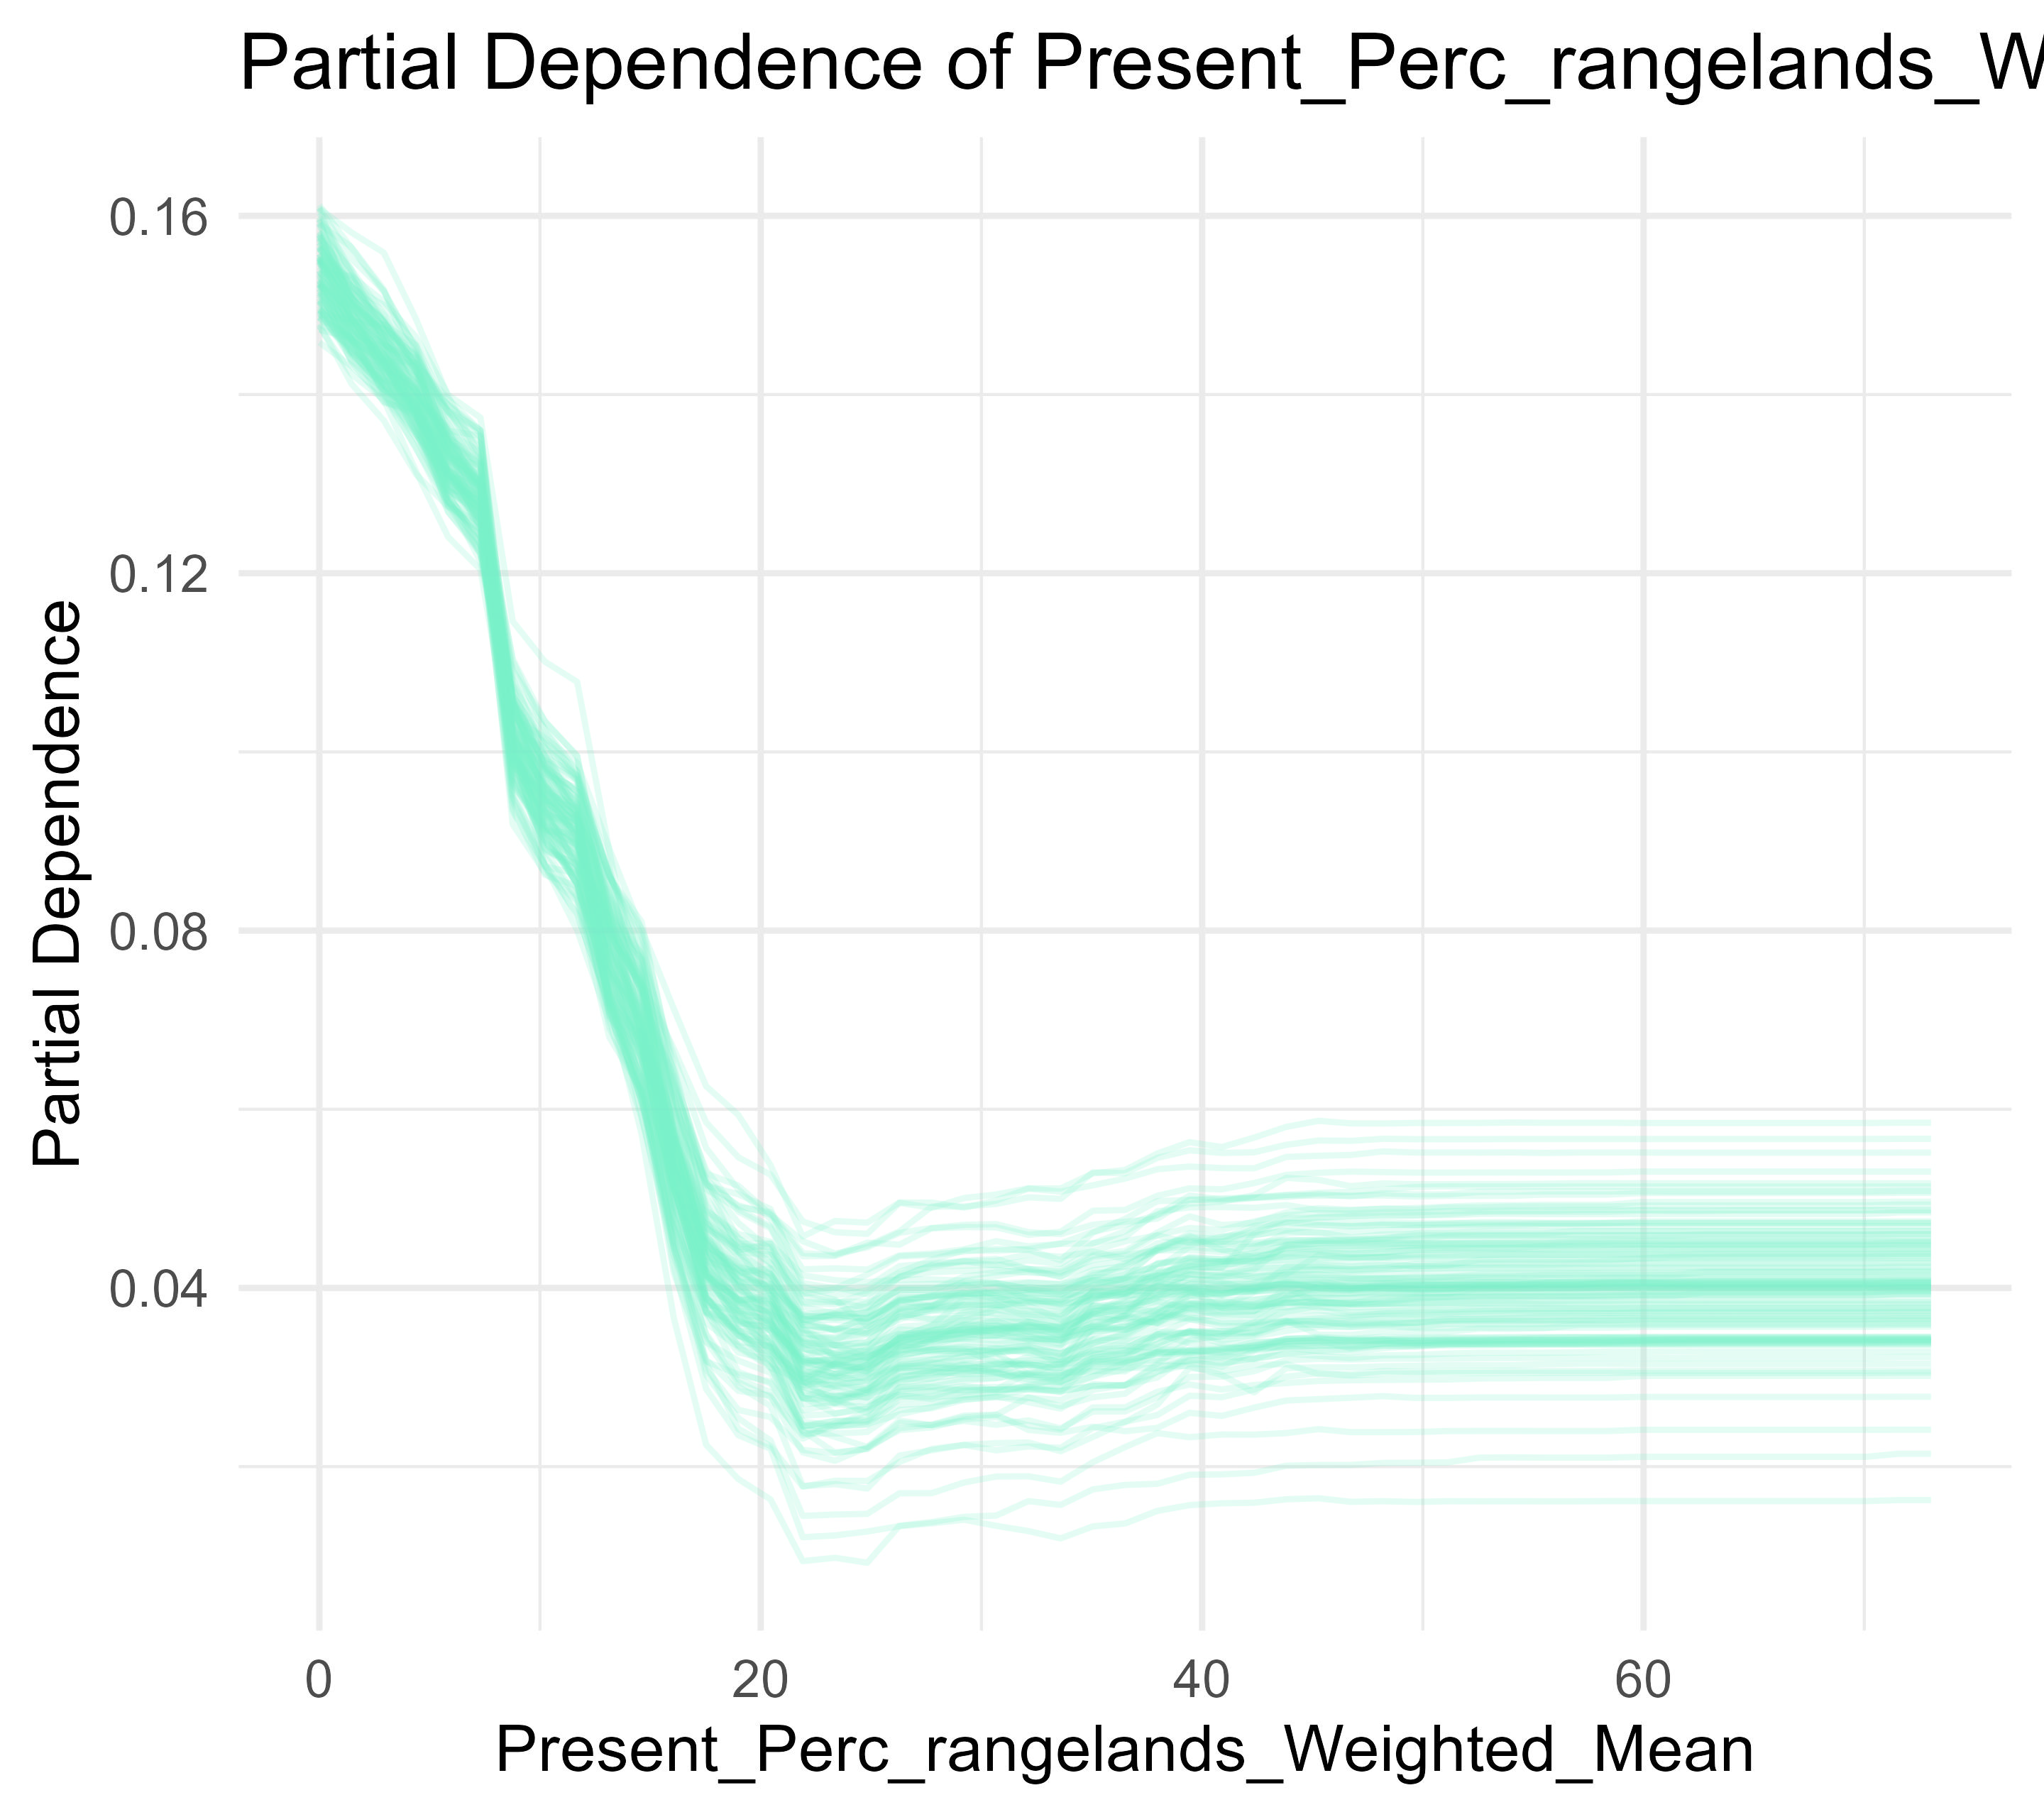 Partial Dependence of Present_Perc_rangelands_W
0.16
0.12
0.08
0.04
Partial Dependence
0 20 40 60
Present_Perc_rangelands_Weighted_Mean